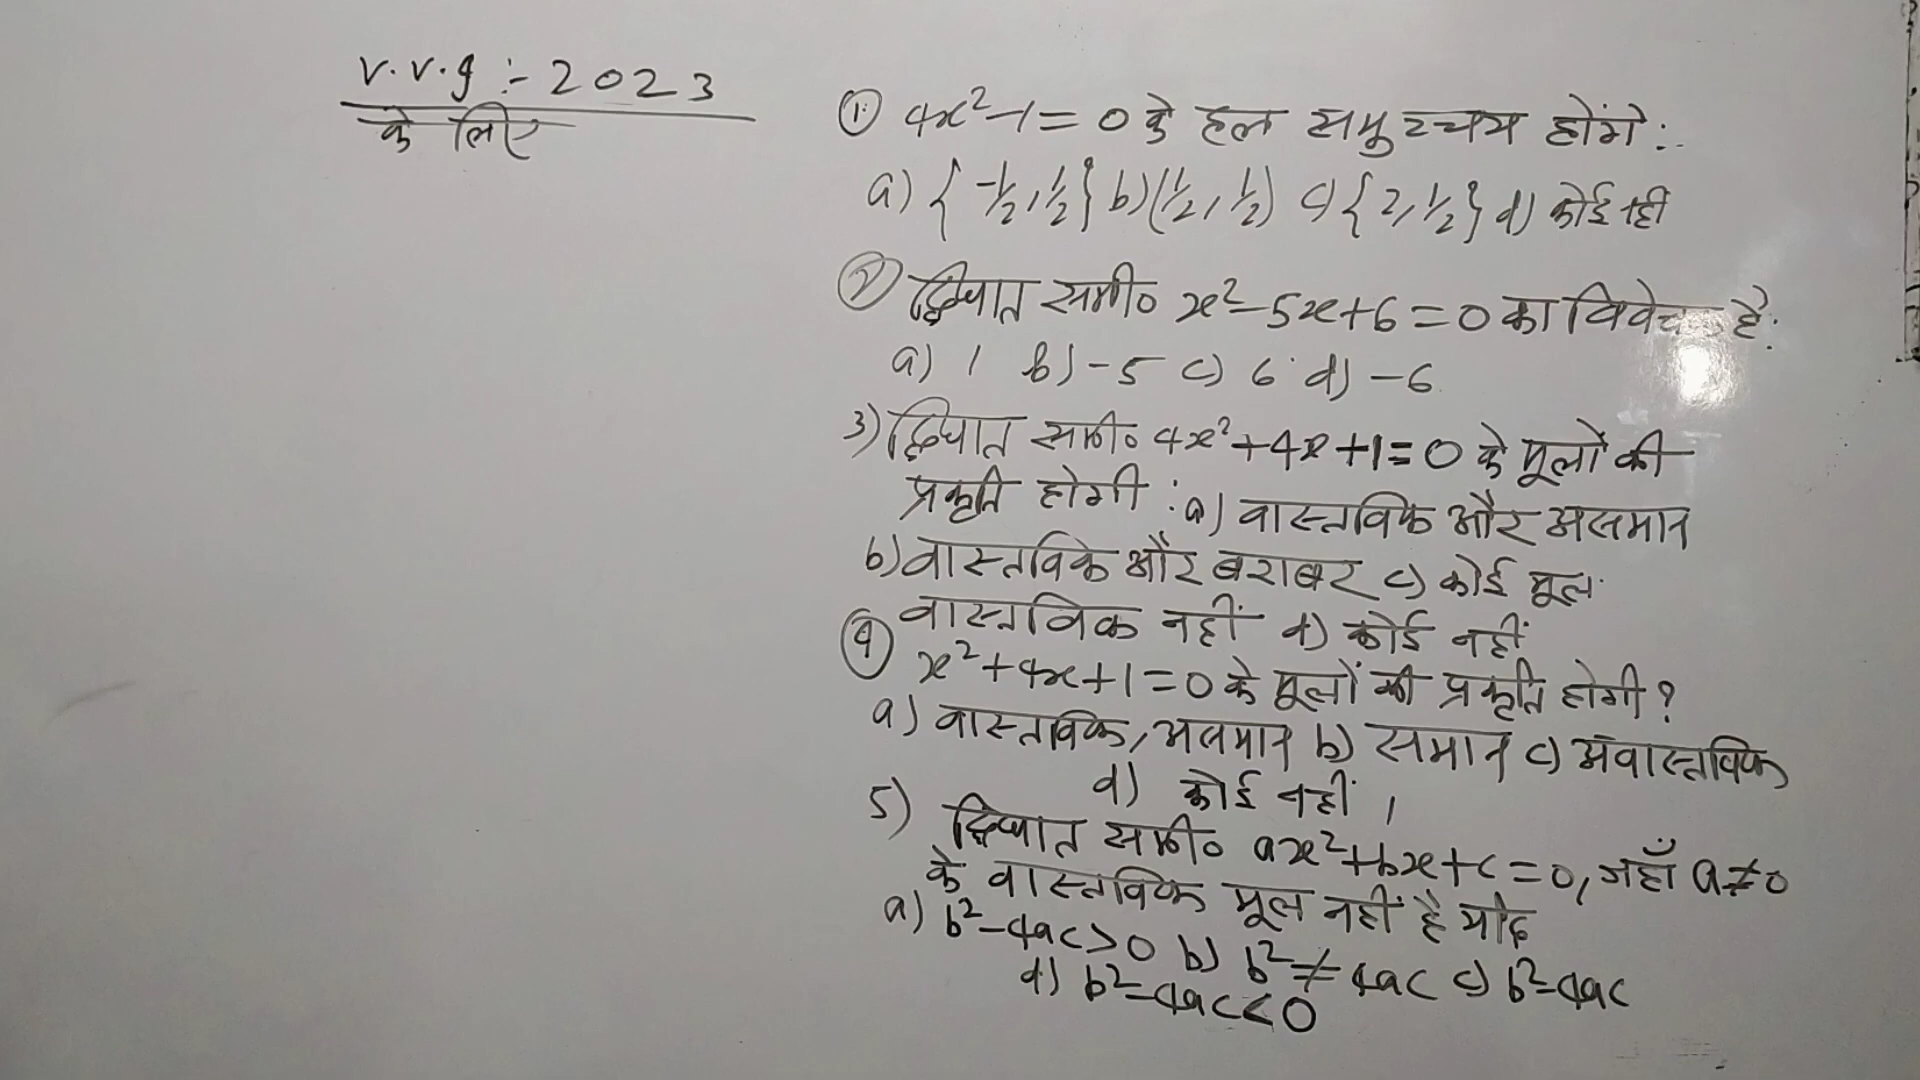 v.v.g :- 2023
के लिए
① 4x²-1=0 के हल समुच्चय होंगे :-
a) {-1/2, 1/2} b) (1/2, 1/2) c) {2, 1/2} d) कोई नहीं
② द्विघात समी० x²-5x+6=0 का विवेचक है:
a) 1 b) -5 c) 6 d) -6
3) द्विघात समी० 4x²+4x+1=0 के मूलों की
प्रकृति होगी : a) वास्तविक और असमान
b) वास्तविक और बराबर c) कोई मूल
वास्तविक नहीं d) कोई नहीं
④ x²+4x+1=0 के मूलों की प्रकृति होगी?
a) वास्तविक, असमान b) समान c) अवास्तविक
d) कोई नहीं ।
5) द्विघात समी० ax²+bx+c=0, जहाँ a≠0
के वास्तविक मूल नहीं है यदि
a) b²-4ac>0 b) b²≠4ac c) b²-4ac
d) b²-4ac<0